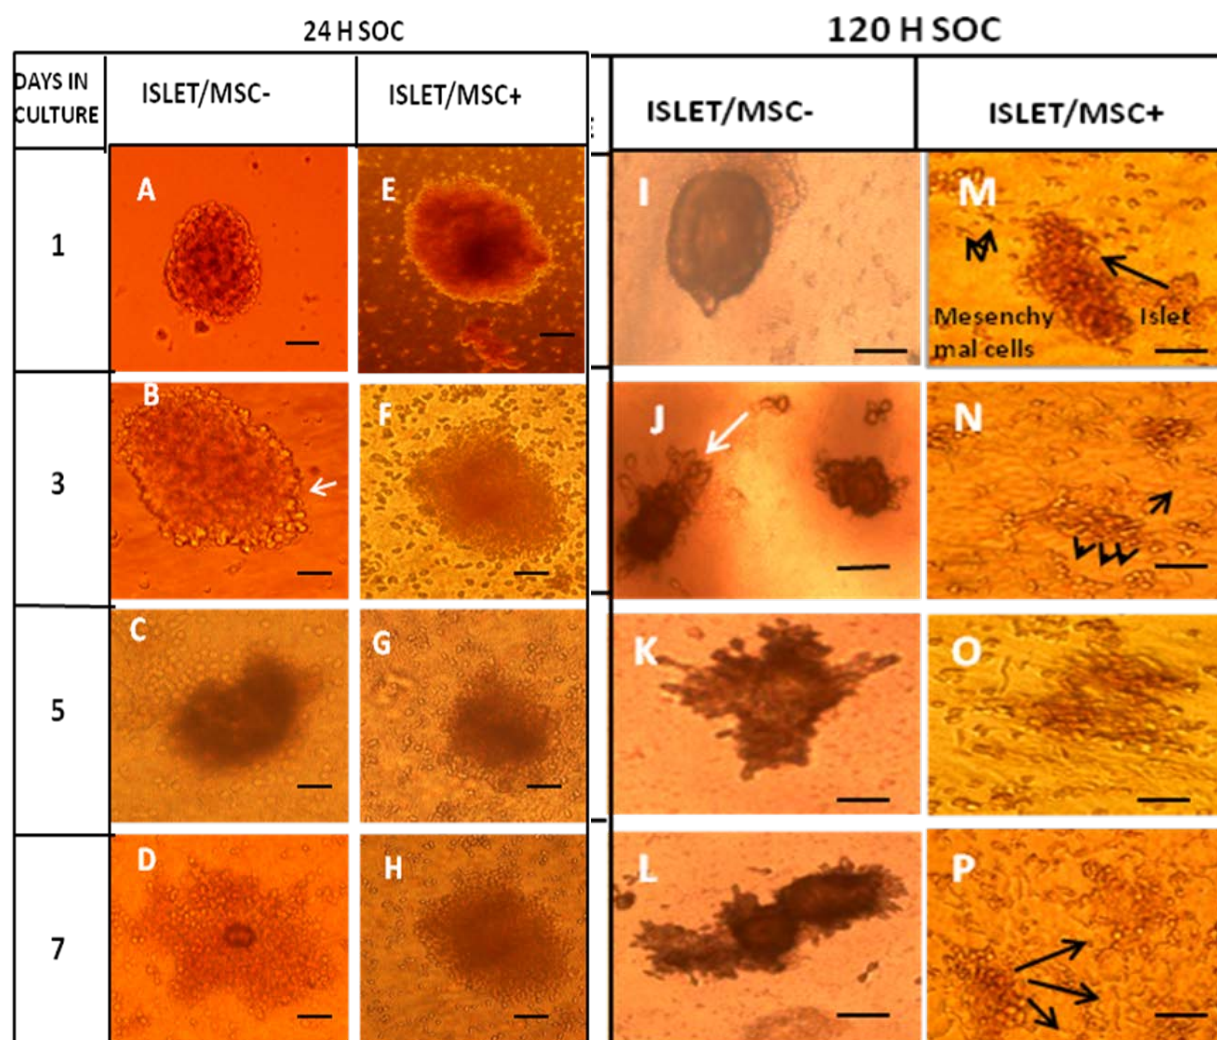 24 H SOC
120 H SOC
DAYS IN
CULTURE
ISLET/MSC-
ISLET/MSC+
ISLET/MSC-
ISLET/MSC+
1
A
E
I
M
Mesenchy
mal cells
Islet
3
B
F
J
N
5
C
G
K
O
7
D
H
L
P